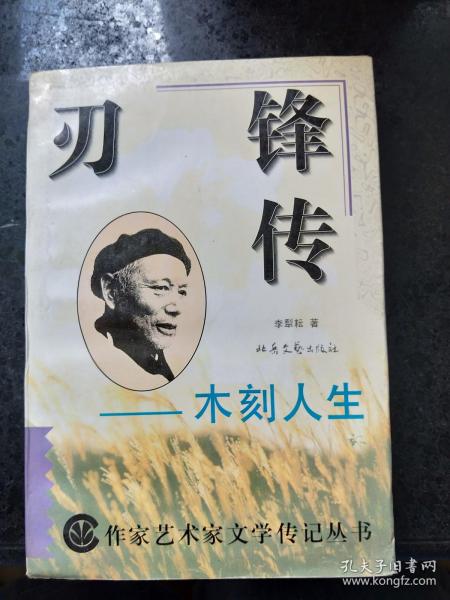 刃 锋
传
李犁耘 著
北岳文艺出版社
——木刻人生
作家艺术家文学传记丛书
孔夫子旧书网
www.kongfz.com